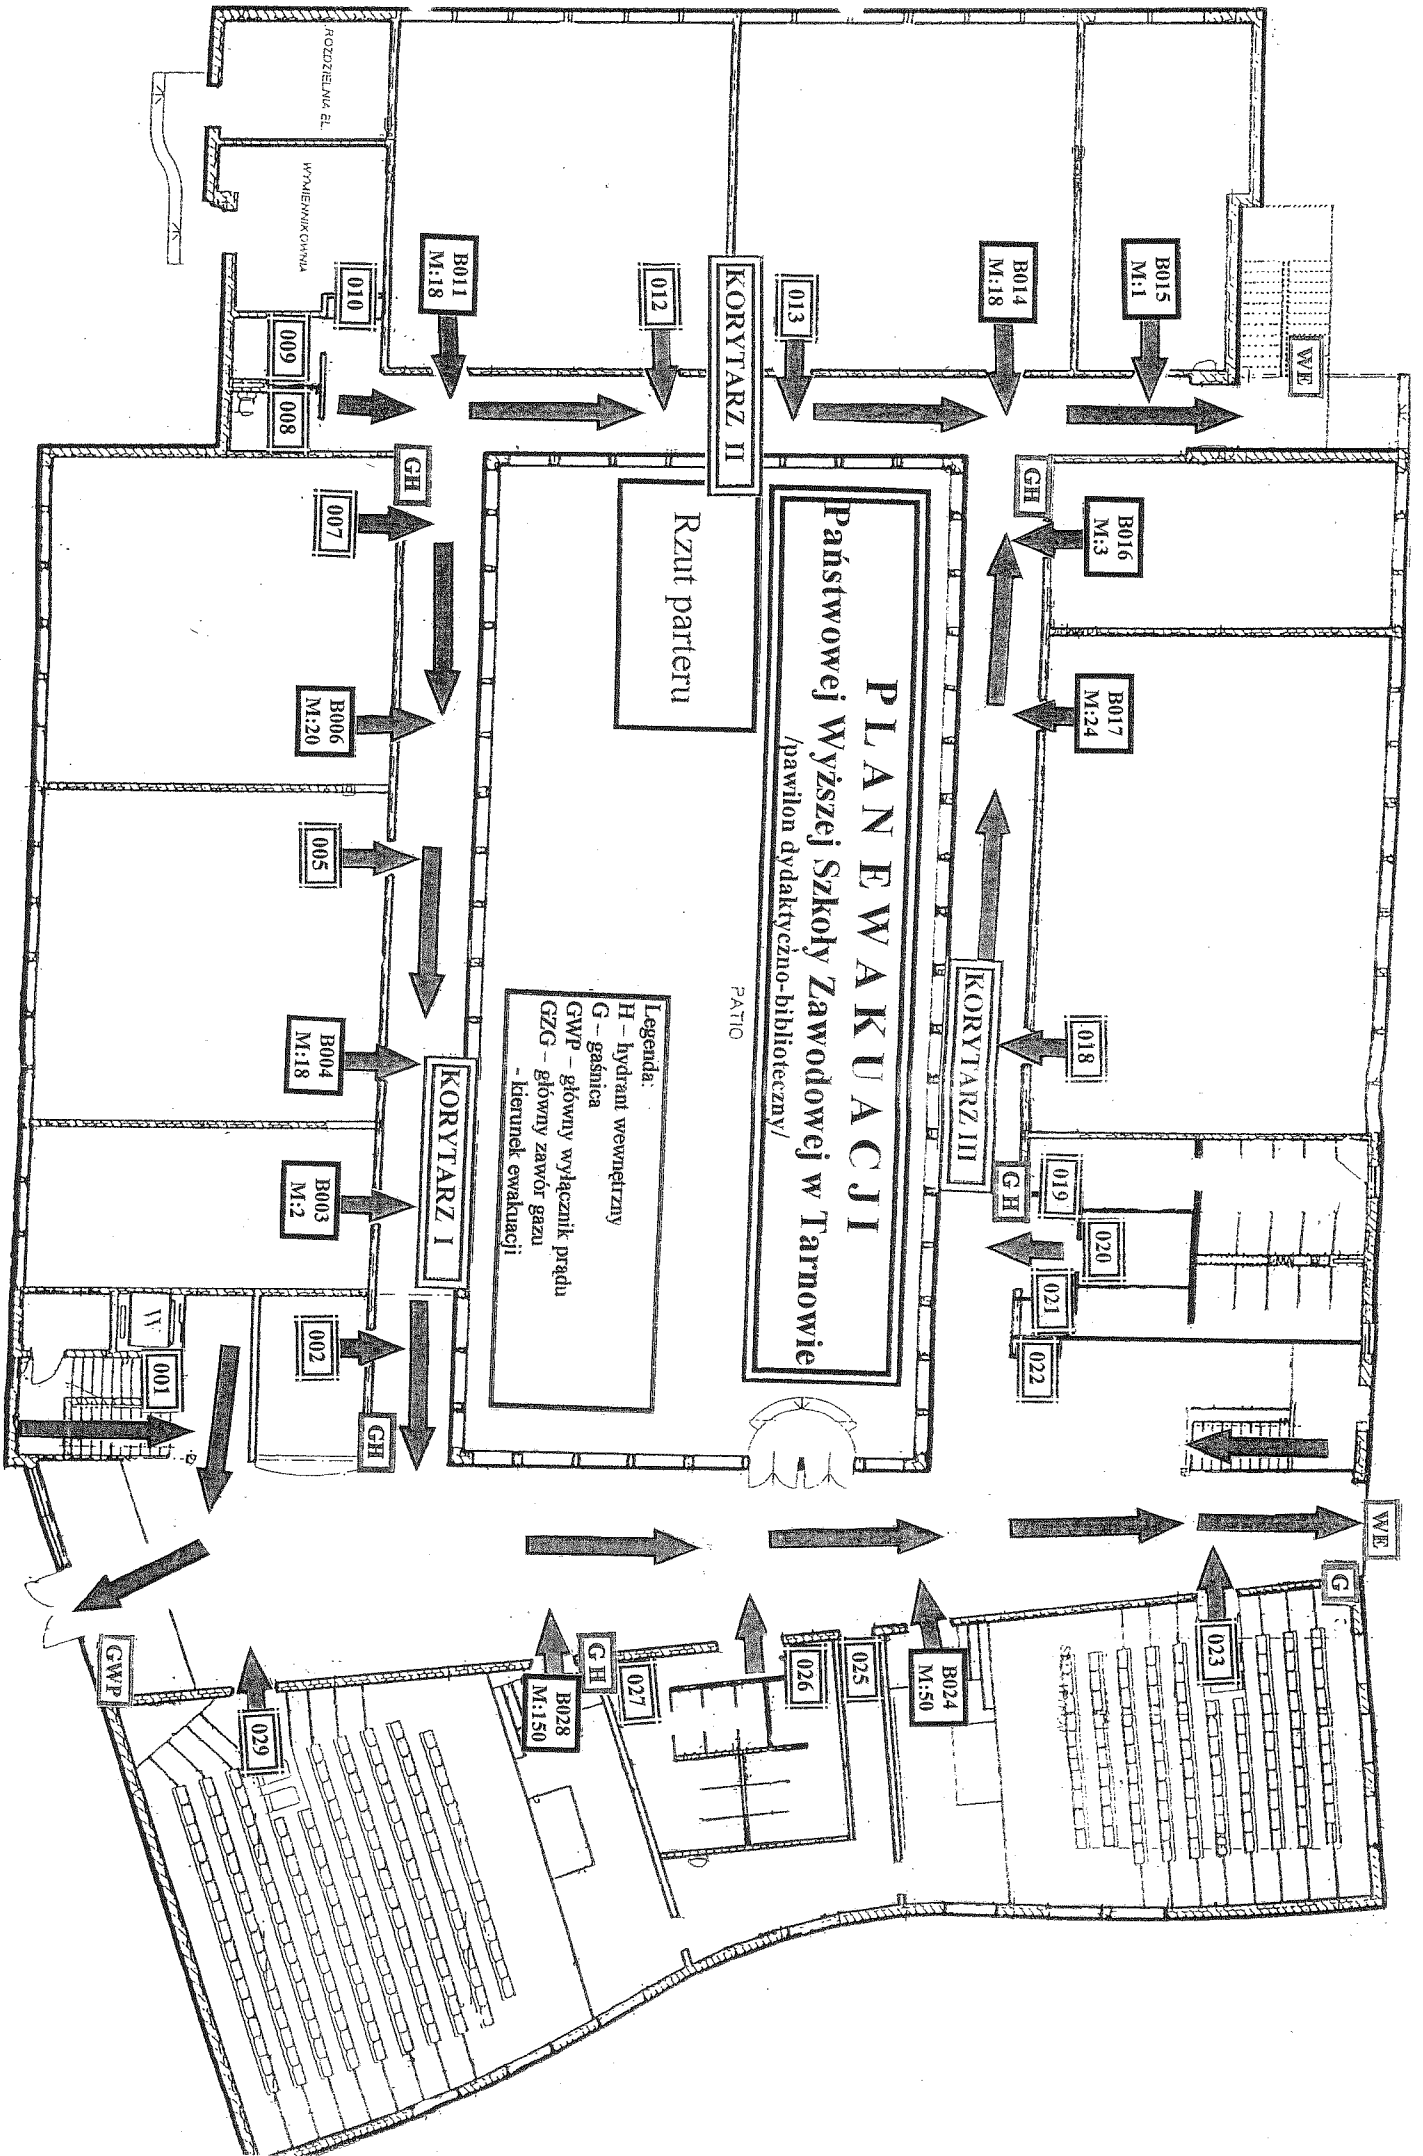 PLAN EWAKUACJI
Państwowej Wyższej Szkoły Zawodowej w Tarnowie
/pawilon dydaktyczno-biblioteczny/
Rzut parteru
PATIO
Legenda:
H – hydrant wewnętrzny
G – gaśnica
GWP – główny wyłącznik prądu
GZG – główny zawór gazu
- kierunek ewakuacji
KORYTARZ I
KORYTARZ II
KORYTARZ III
ROZDZIELNIA EL.
WYMIENNIKOWNIA
001
W
002
GH
B003
M:2
B004
M:18
005
B006
M:20
007
GH
008
009
010
B011
M:18
012
013
B014
M:18
B015
M:1
WE
GH
B016
M:3
B017
M:24
018
G H
019
020
021
022
WE
G
023
B024
M:50
025
026
027
G H
B028
M:150
029
GWP